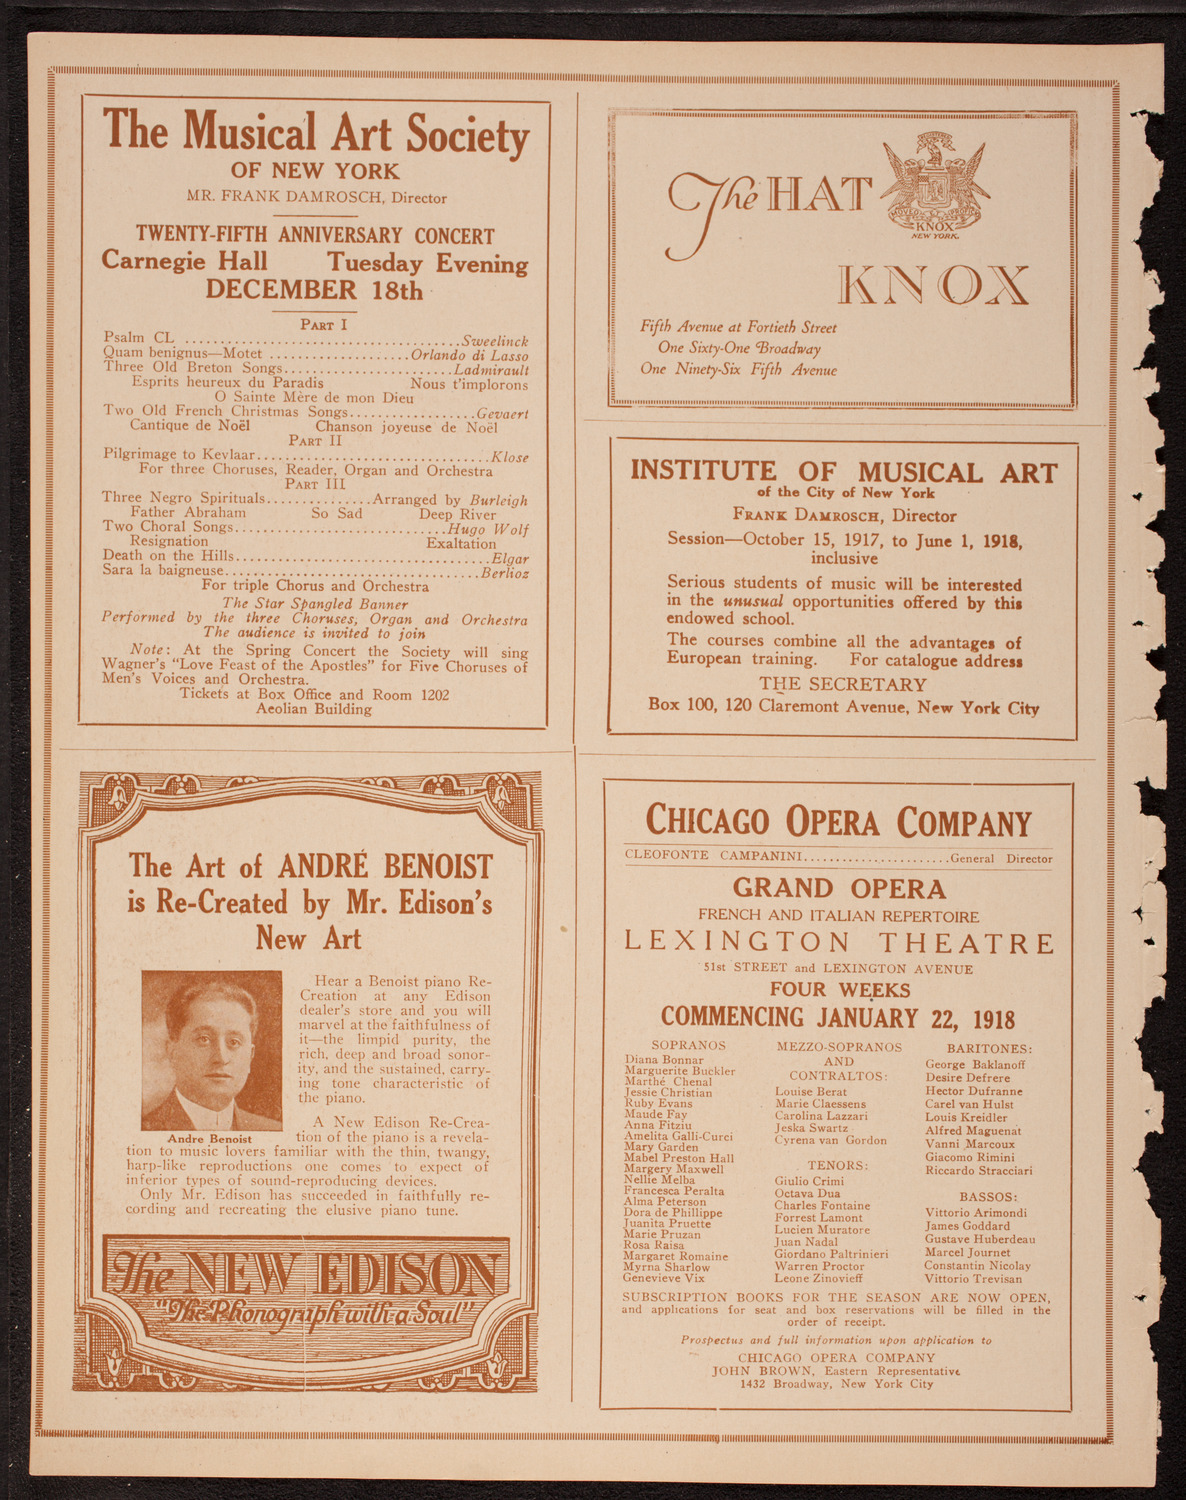 The Musical Art Society
OF NEW YORK
MR. FRANK DAMROSCH, Director
TWENTY-FIFTH ANNIVERSARY CONCERT
Carnegie Hall Tuesday Evening
DECEMBER 18th
PART I
Psalm CL ....................................Sweelinck
Quam benignus—Motet ....................Orlando di Lasso
Three Old Breton Songs........................Ladmirault
Esprits heureux du Paradis Nous t'implorons
O Sainte Mère de mon Dieu
Two Old French Christmas Songs..................Gevaert
Cantique de Noël Chanson joyeuse de Noël
PART II
Pilgrimage to Kevlaar.................................Klose
For three Choruses, Reader, Organ and Orchestra
PART III
Three Negro Spirituals...............Arranged by Burleigh
Father Abraham So Sad Deep River
Two Choral Songs..............................Hugo Wolf
Resignation Exaltation
Death on the Hills....................................Elgar
Sara la baigneuse....................................Berlioz
For triple Chorus and Orchestra
The Star Spangled Banner
Performed by the three Choruses, Organ and Orchestra
The audience is invited to join
Note: At the Spring Concert the Society will sing
Wagner's "Love Feast of the Apostles" for Five Choruses of
Men's Voices and Orchestra.
Tickets at Box Office and Room 1202
Aeolian Building
The HAT
KNOX
NEW YORK.
KNOX
Fifth Avenue at Fortieth Street
One Sixty-One Broadway
One Ninety-Six Fifth Avenue
INSTITUTE OF MUSICAL ART
of the City of New York
FRANK DAMROSCH, Director
Session—October 15, 1917, to June 1, 1918,
inclusive
Serious students of music will be interested
in the unusual opportunities offered by this
endowed school.
The courses combine all the advantages of
European training. For catalogue address
THE SECRETARY
Box 100, 120 Claremont Avenue, New York City
The Art of ANDRÉ BENOIST
is Re-Created by Mr. Edison's
New Art
Hear a Benoist piano Re-
Creation at any Edison
dealer's store and you will
marvel at the faithfulness of
it—the limpid purity, the
rich, deep and broad sonor-
ity, and the sustained, carry-
ing tone characteristic of
the piano.
Andre Benoist
A New Edison Re-Crea-
tion of the piano is a revela-
tion to music lovers familiar with the thin, twangy,
harp-like reproductions one comes to expect of
inferior types of sound-reproducing devices.
Only Mr. Edison has succeeded in faithfully re-
cording and recreating the elusive piano tune.
The NEW EDISON
"The Phonograph with a Soul"
CHICAGO OPERA COMPANY
CLEOFONTE CAMPANINI.......................General Director
GRAND OPERA
FRENCH AND ITALIAN REPERTOIRE
LEXINGTON THEATRE
51st STREET and LEXINGTON AVENUE
FOUR WEEKS
COMMENCING JANUARY 22, 1918
SOPRANOS
Diana Bonnar
Marguerite Buckler
Marthé Chenal
Jessie Christian
Ruby Evans
Maude Fay
Anna Fitziu
Amelita Galli-Curci
Mary Garden
Mabel Preston Hall
Margery Maxwell
Nellie Melba
Francesca Peralta
Alma Peterson
Dora de Phillippe
Juanita Pruette
Marie Pruzan
Rosa Raisa
Margaret Romaine
Myrna Sharlow
Genevieve Vix
MEZZO-SOPRANOS
AND
CONTRALTOS:
Louise Berat
Marie Claessens
Carolina Lazzari
Jeska Swartz
Cyrena van Gordon
TENORS:
Giulio Crimi
Octava Dua
Charles Fontaine
Forrest Lamont
Lucien Muratore
Juan Nadal
Giordano Paltrinieri
Warren Proctor
Leone Zinovieff
BARITONES:
George Baklanoff
Desire Defrere
Hector Dufranne
Carel van Hulst
Louis Kreidler
Alfred Maguenat
Vanni Marcoux
Giacomo Rimini
Riccardo Stracciari
BASSOS:
Vittorio Arimondi
James Goddard
Gustave Huberdeau
Marcel Journet
Constantin Nicolay
Vittorio Trevisan
SUBSCRIPTION BOOKS FOR THE SEASON ARE NOW OPEN,
and applications for seat and box reservations will be filled in the
order of receipt.
Prospectus and full information upon application to
CHICAGO OPERA COMPANY
JOHN BROWN, Eastern Representative
1432 Broadway, New York City